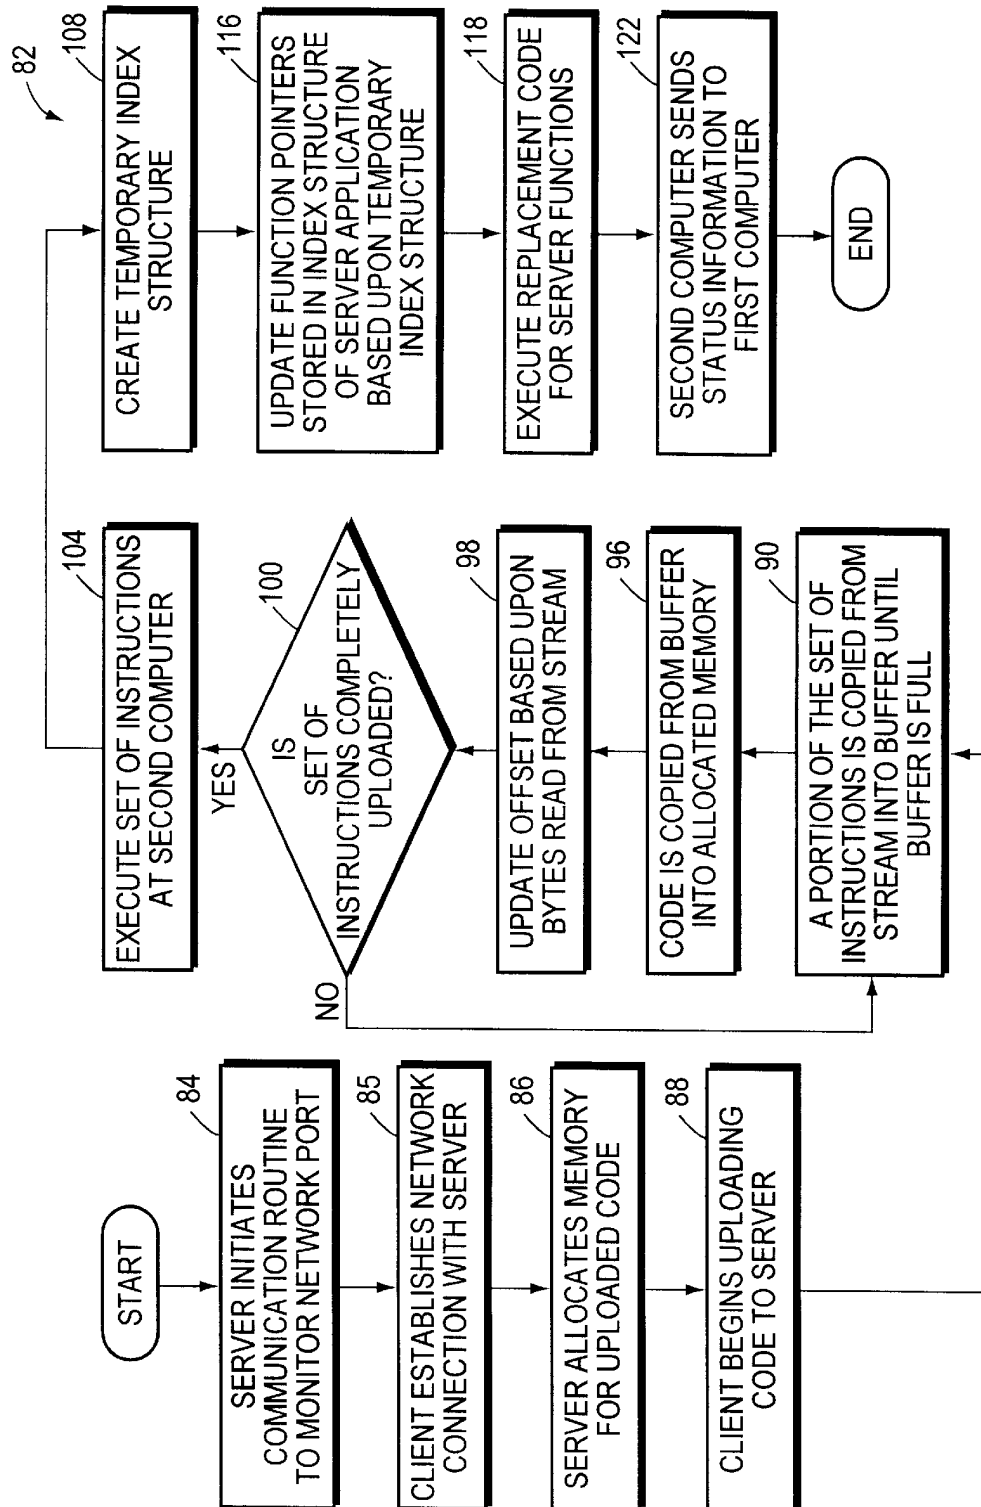 82
START
84
SERVER INITIATES
COMMUNICATION ROUTINE
TO MONITOR NETWORK PORT
85
CLIENT ESTABLISHES NETWORK
CONNECTION WITH SERVER
86
SERVER ALLOCATES MEMORY
FOR UPLOADED CODE
88
CLIENT BEGINS UPLOADING
CODE TO SERVER
90
A PORTION OF THE SET OF
INSTRUCTIONS IS COPIED FROM
STREAM INTO BUFFER UNTIL
BUFFER IS FULL
96
CODE IS COPIED FROM BUFFER
INTO ALLOCATED MEMORY
98
UPDATE OFFSET BASED UPON
BYTES READ FROM STREAM
100
IS
SET OF
INSTRUCTIONS COMPLETELY
UPLOADED?
NO
YES
104
EXECUTE SET OF INSTRUCTIONS
AT SECOND COMPUTER
108
CREATE TEMPORARY INDEX
STRUCTURE
116
UPDATE FUNCTION POINTERS
STORED IN INDEX STRUCTURE
OF SERVER APPLICATION
BASED UPON TEMPORARY
INDEX STRUCTURE
118
EXECUTE REPLACEMENT CODE
FOR SERVER FUNCTIONS
122
SECOND COMPUTER SENDS
STATUS INFORMATION TO
FIRST COMPUTER
END